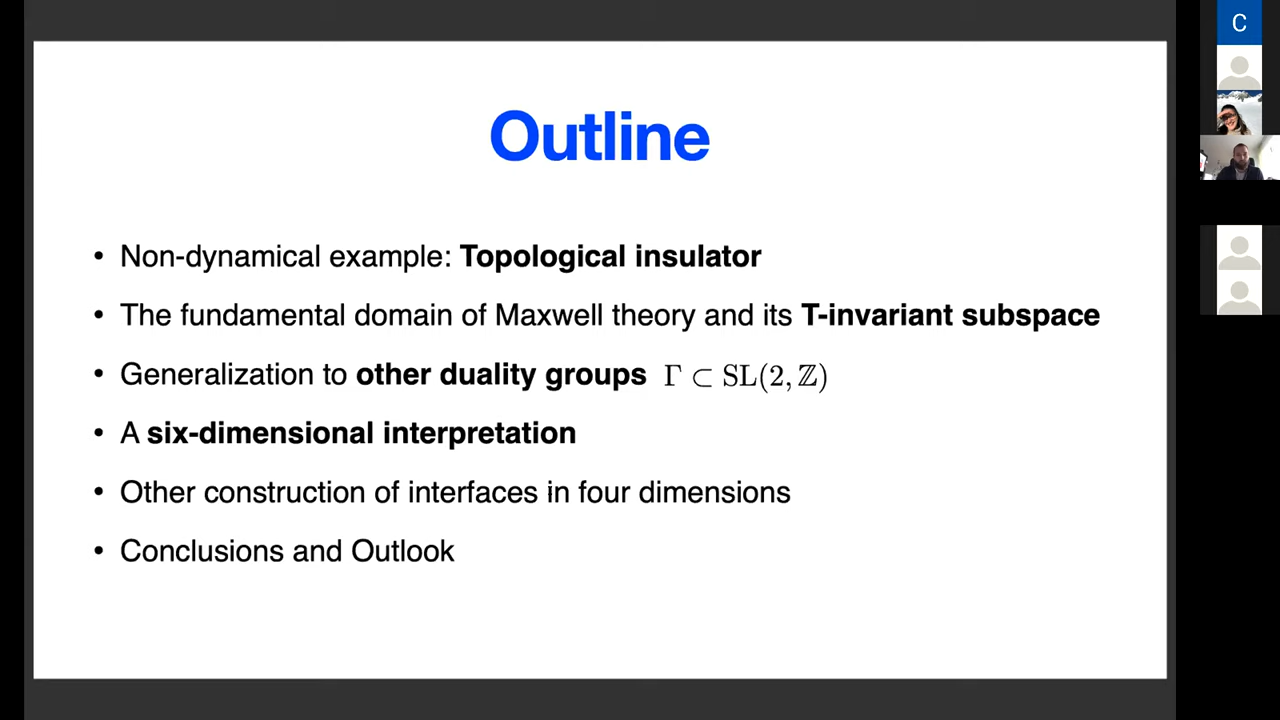 Outline
• Non-dynamical example: Topological insulator
• The fundamental domain of Maxwell theory and its T-invariant subspace
• Generalization to other duality groups Γ ⊂ SL(2, ℤ)
• A six-dimensional interpretation
• Other construction of interfaces in four dimensions
• Conclusions and Outlook
C